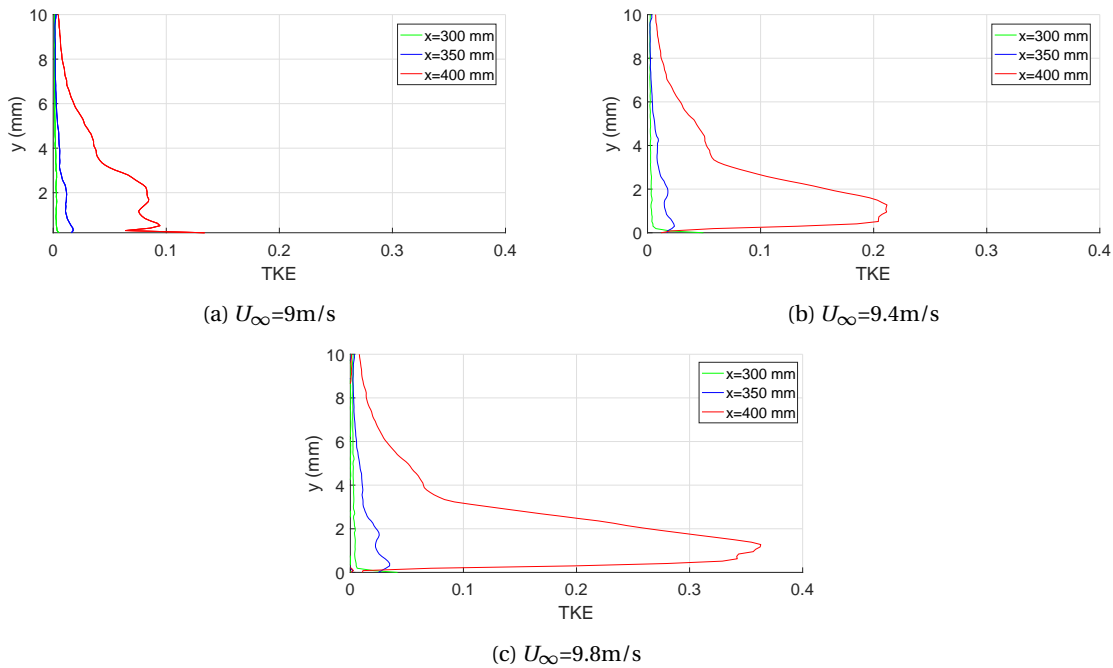 10
8
6
4
2
y (mm)
0
0.1
0.2
0.3
0.4
TKE
x=300 mm
x=350 mm
x=400 mm
(a) U∞=9m/s
10
8
6
4
2
0
y (mm)
0
0.1
0.2
0.3
0.4
TKE
x=300 mm
x=350 mm
x=400 mm
(b) U∞=9.4m/s
10
8
6
4
2
0
y (mm)
0
0.1
0.2
0.3
0.4
TKE
x=300 mm
x=350 mm
x=400 mm
(c) U∞=9.8m/s